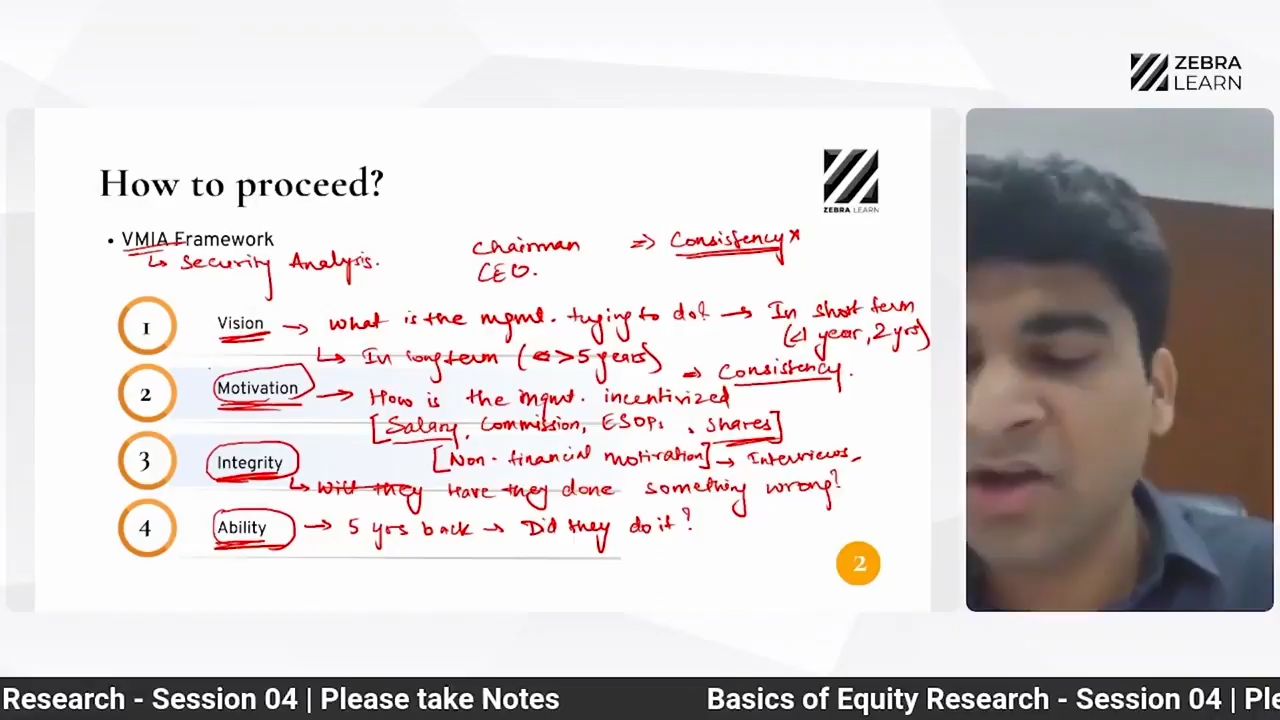 ZEBRA
LEARN
How to proceed?
ZEBRA LEARN
• VMIA Framework
↳ Security Analysis.
Chairman ⇒ Consistency*
CEO.
1 Vision → What is the mgmt. trying to do? → In short term
(<1 year, 2 yrs)
↳ In long term (>5 years)
⇒ Consistency.
2 Motivation → How is the mgmt. incentivized
[Salary, Commission, ESOPs, Shares]
[Non-financial motivation] → Interviews
3 Integrity
↳ Will they Have they done something wrong?
4 Ability → 5 yrs back → Did they do it?
2
Research - Session 04 | Please take Notes Basics of Equity Research - Session 04 | Ple